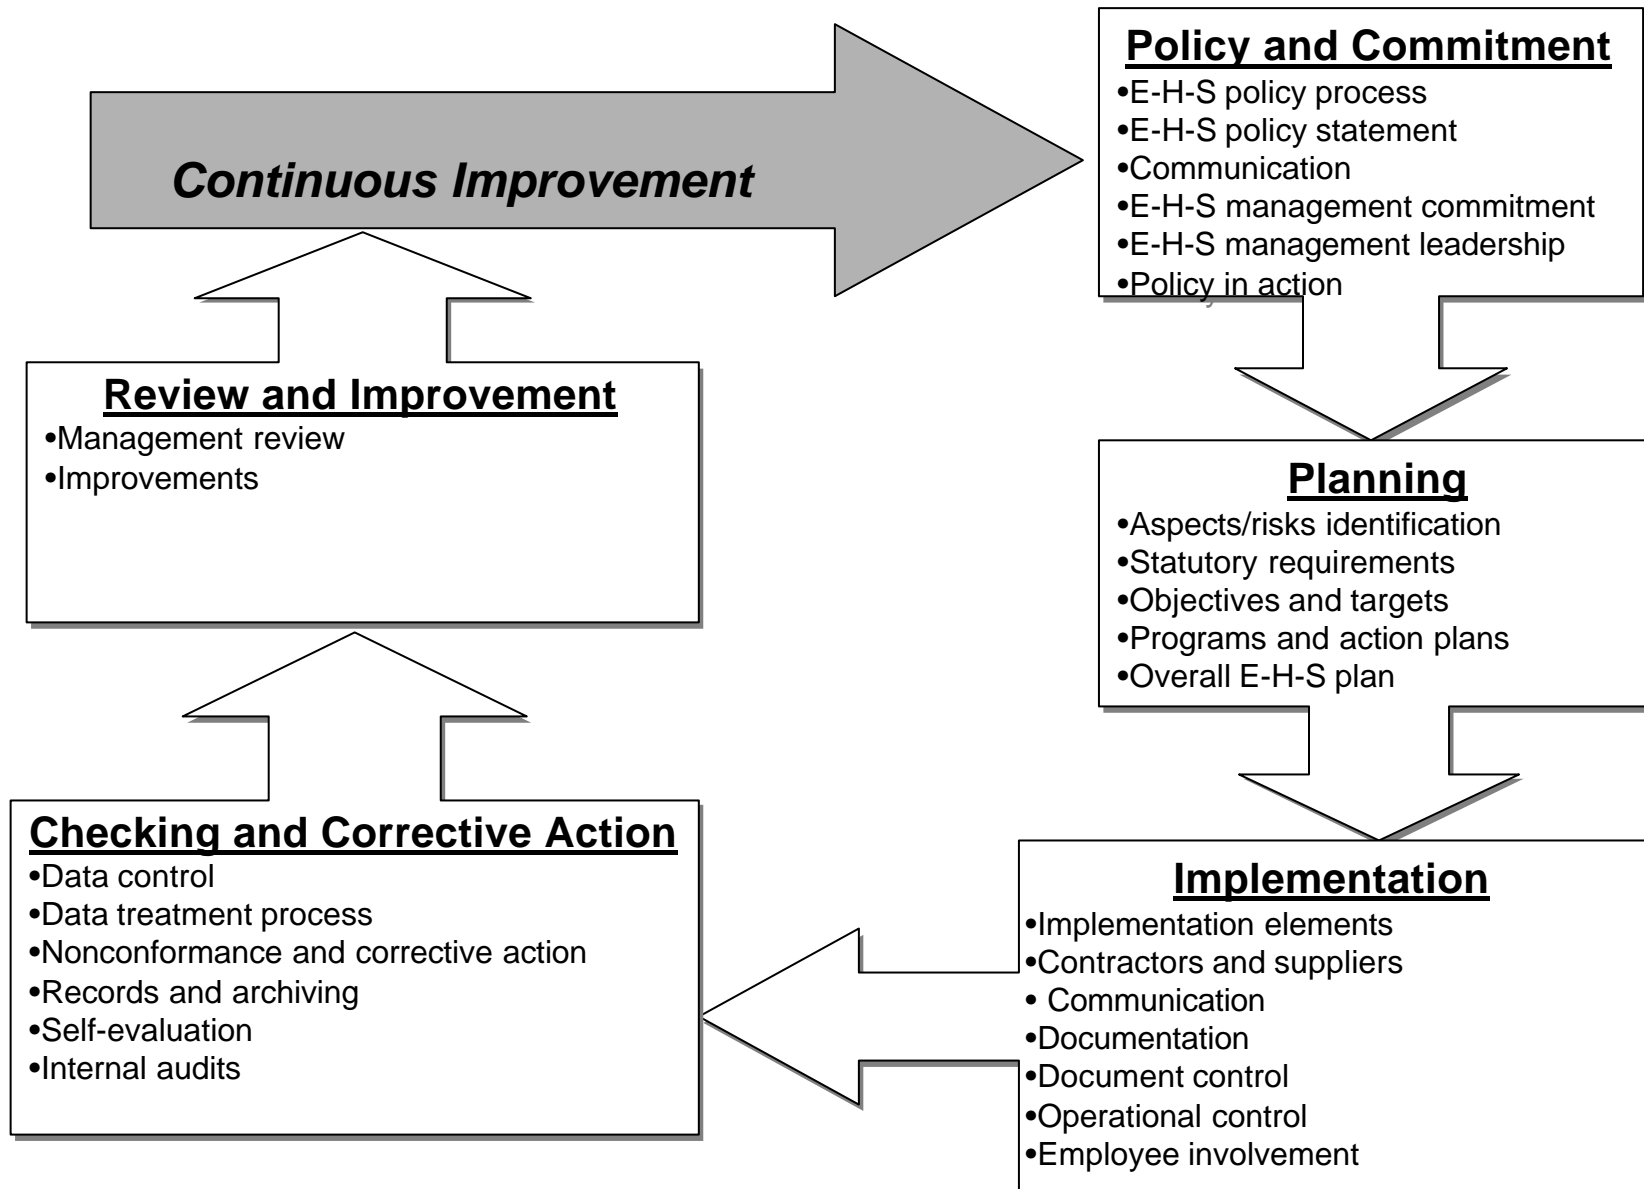 Continuous Improvement
Policy and Commitment
•E-H-S policy process
•E-H-S policy statement
•Communication
•E-H-S management commitment
•E-H-S management leadership
•Policy in action
Planning
•Aspects/risks identification
•Statutory requirements
•Objectives and targets
•Programs and action plans
•Overall E-H-S plan
Implementation
•Implementation elements
•Contractors and suppliers
• Communication
•Documentation
•Document control
•Operational control
•Employee involvement
Checking and Corrective Action
•Data control
•Data treatment process
•Nonconformance and corrective action
•Records and archiving
•Self-evaluation
•Internal audits
Review and Improvement
•Management review
•Improvements